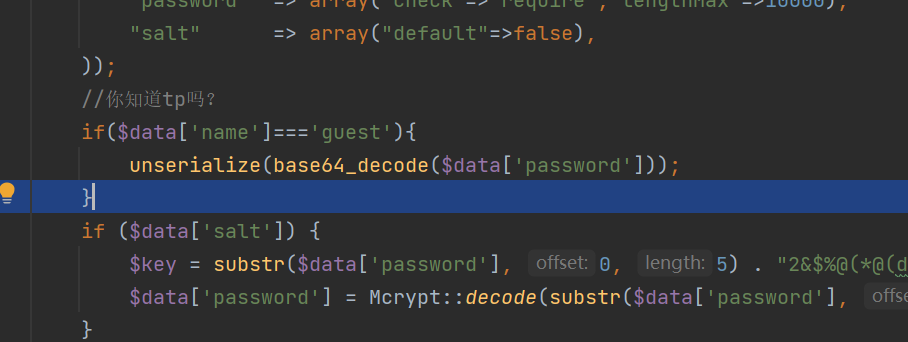 "password" => array("check"=>"require","lengthMax"=>10000),
"salt" => array("default"=>false),
));
//你知道tp吗?
if($data['name']==='guest'){
unserialize(base64_decode($data['password']));
}
if ($data['salt']) {
$key = substr($data['password'], offset: 0, length: 5) . "2&$%@(*@(d
$data['password'] = Mcrypt::decode(substr($data['password'], offse
}